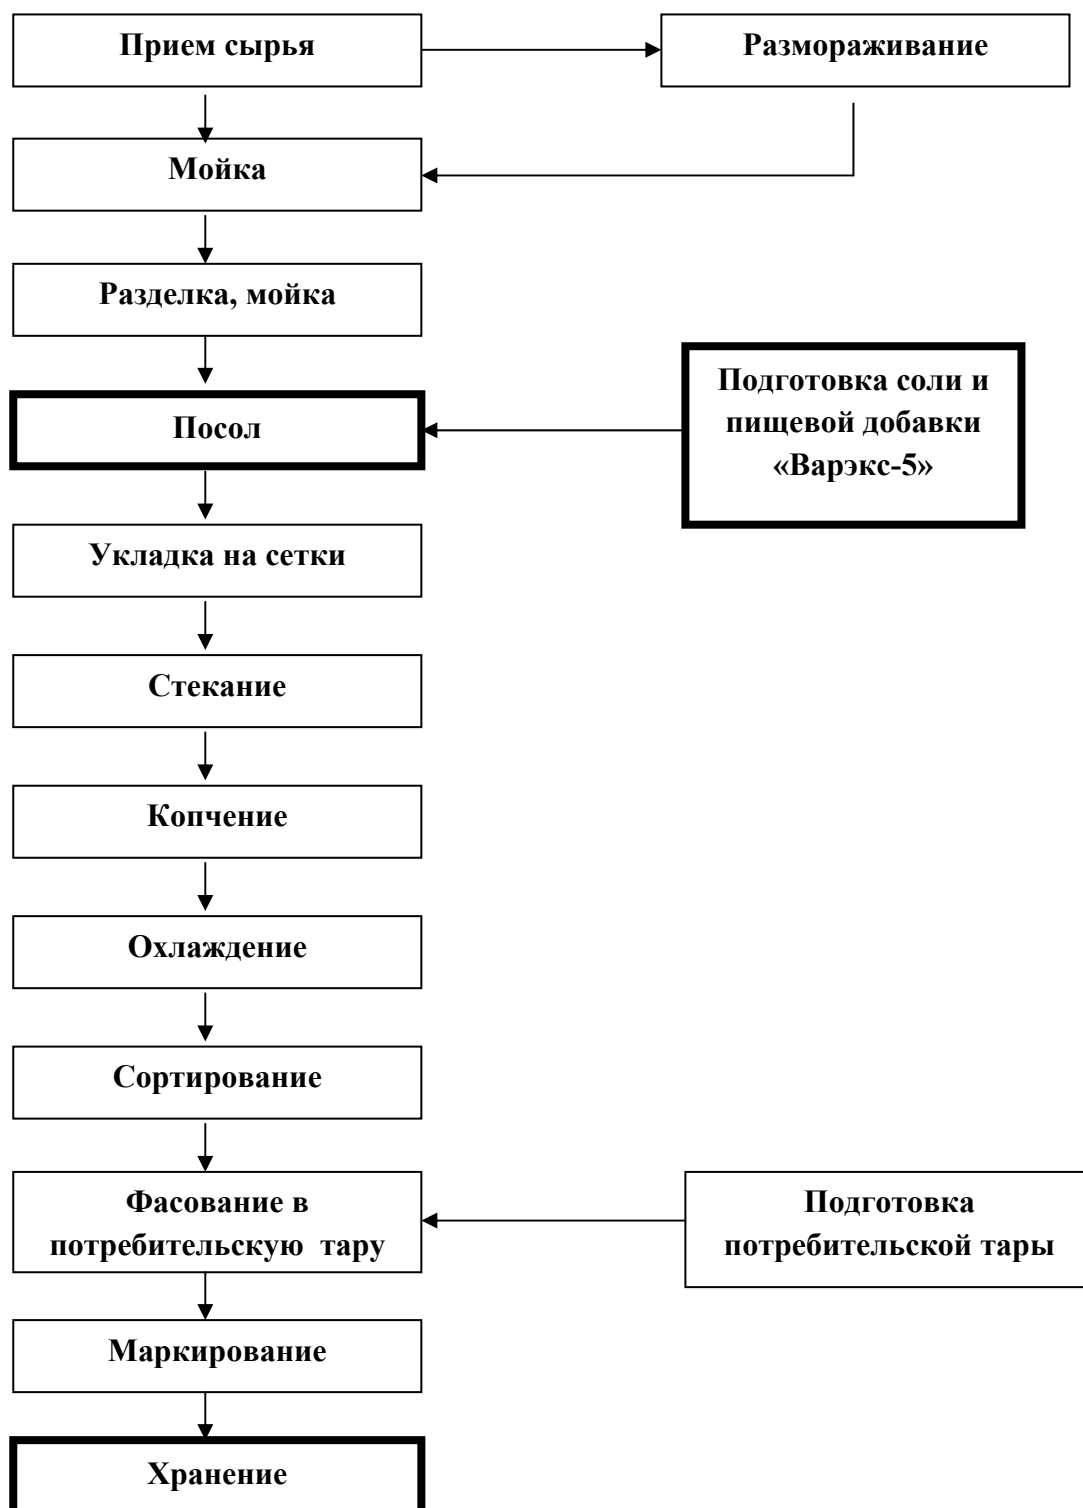 Прием сырья
Размораживание
Мойка
Разделка, мойка
Посол
Подготовка соли и
пищевой добавки
«Варэкс-5»
Укладка на сетки
Стекание
Копчение
Охлаждение
Сортирование
Фасование в
потребительскую тару
Подготовка
потребительской тары
Маркирование
Хранение